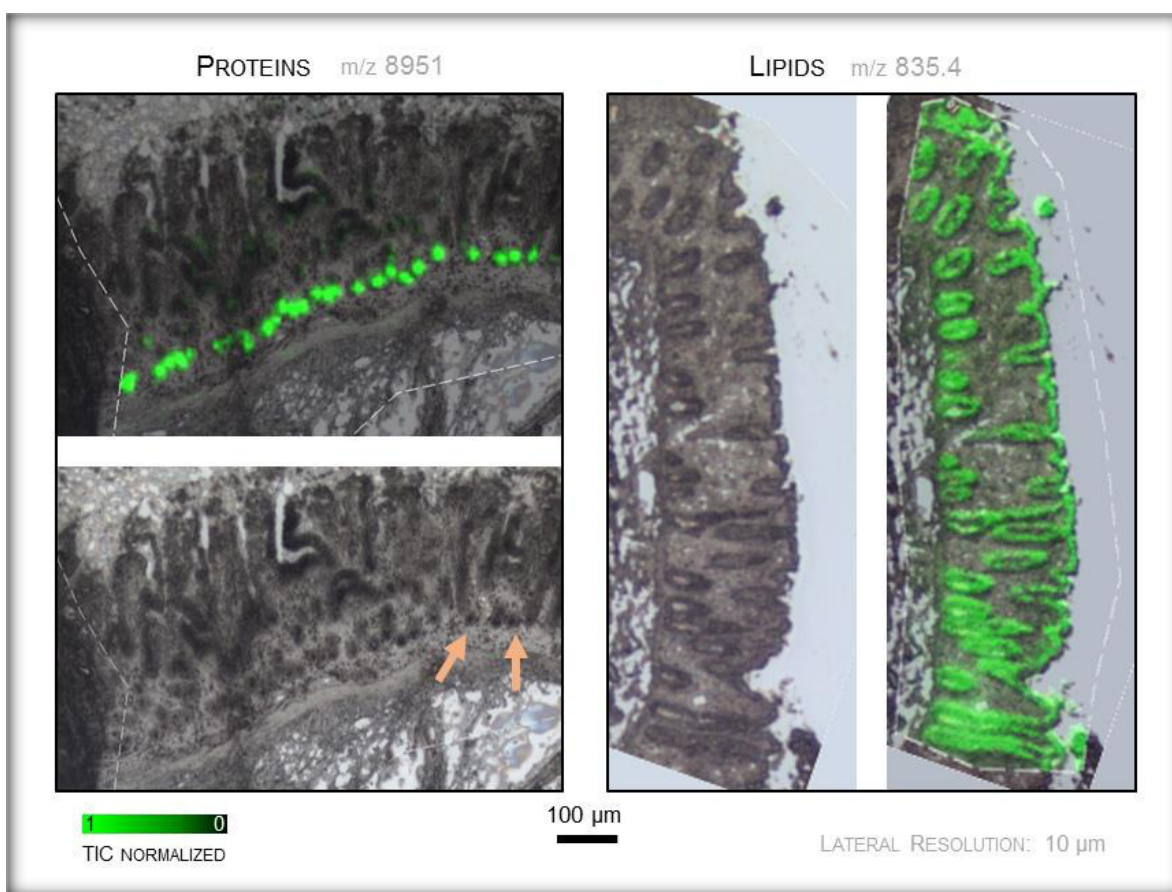 PROTEINS m/z 8951
LIPIDS m/z 835.4
1 0
TIC NORMALIZED
100 µm
LATERAL RESOLUTION: 10 µm